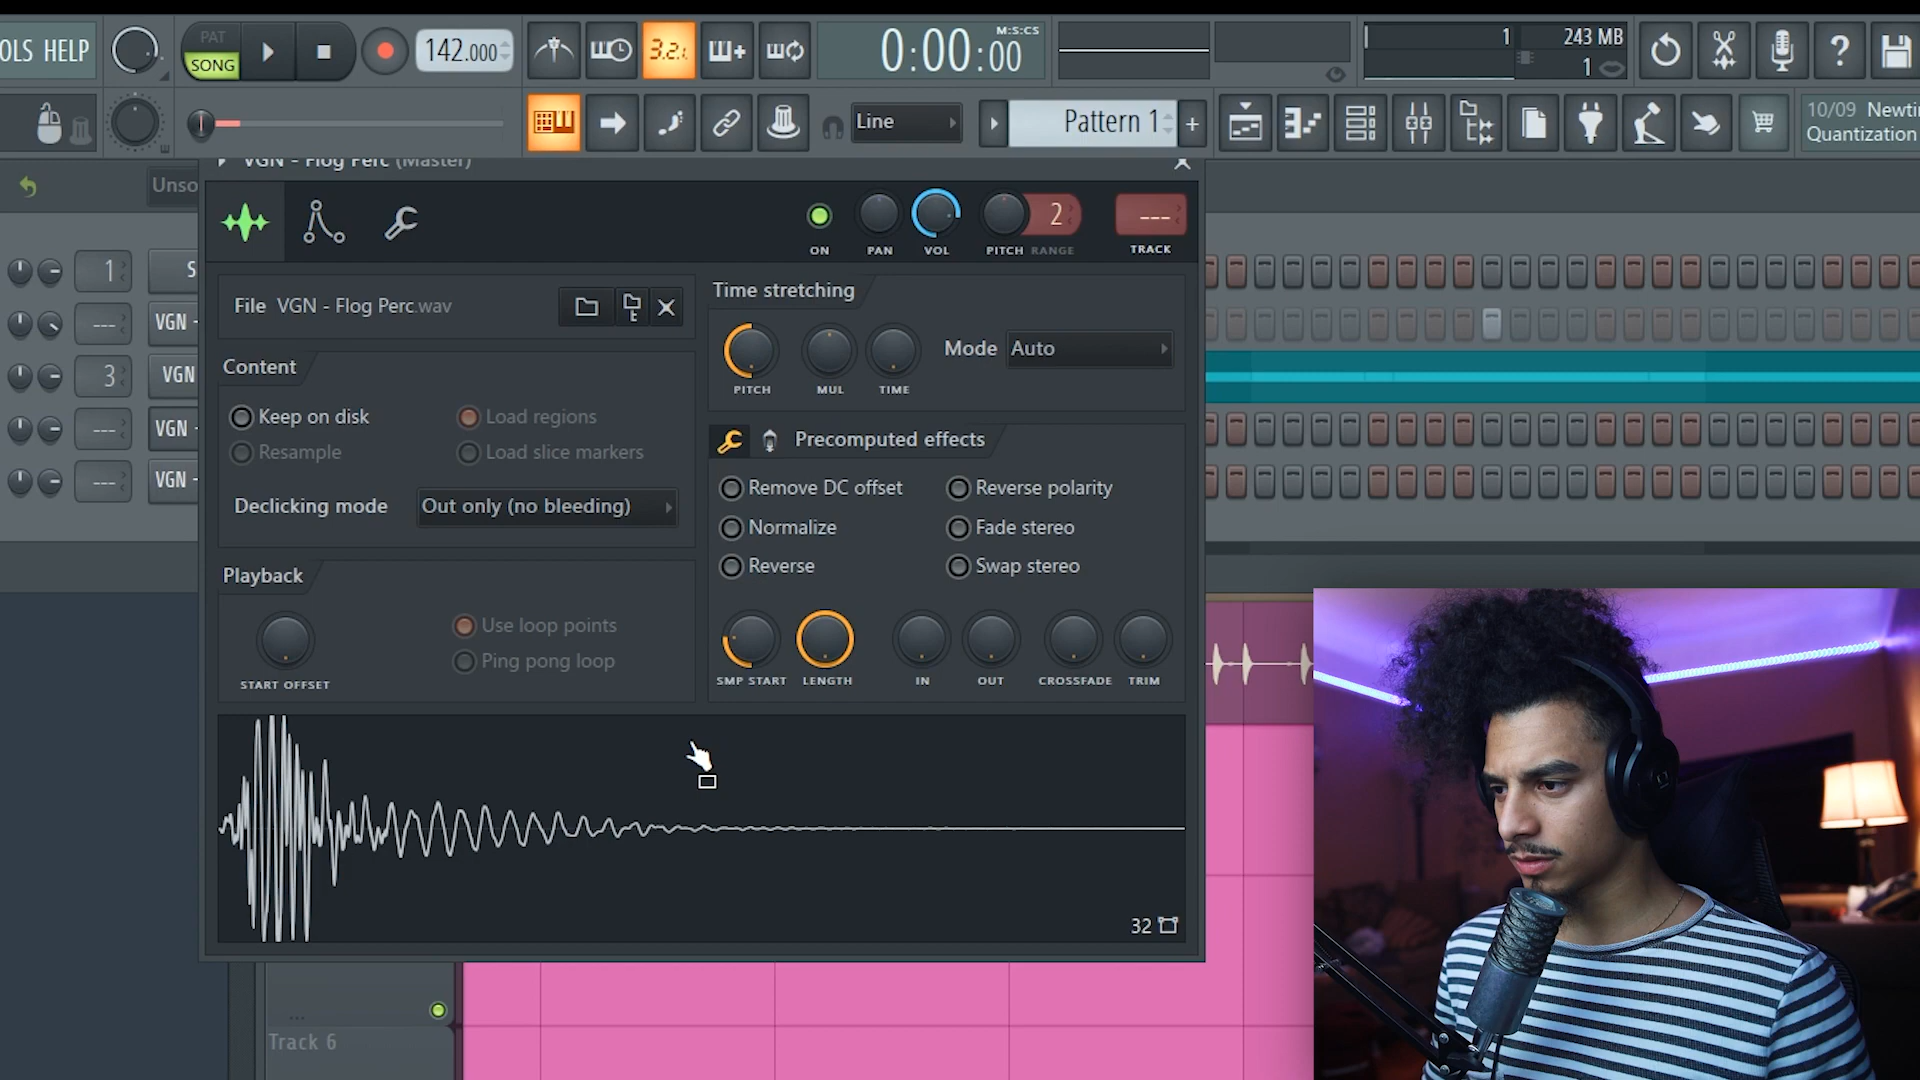 OLS HELP
PAT
SONG
142.000
3.2.
0:00:00
M:S:CS
1
243 MB
1
?
Line
Pattern 1
+
10/09 Newti
Quantization
VGN - Flog Perc (Master)
Unso
ON
PAN
VOL
PITCH
RANGE
2
---
TRACK
File VGN - Flog Perc.wav
Content
Keep on disk
Load regions
Resample
Load slice markers
Declicking mode
Out only (no bleeding)
Playback
START OFFSET
Use loop points
Ping pong loop
Time stretching
PITCH
MUL
TIME
Mode Auto
Precomputed effects
Remove DC offset
Reverse polarity
Normalize
Fade stereo
Reverse
Swap stereo
SMP START
LENGTH
IN
OUT
CROSSFADE
TRIM
32
1
S
---
VGN -
3
VGN
---
VGN -
---
VGN -
...
Track 6